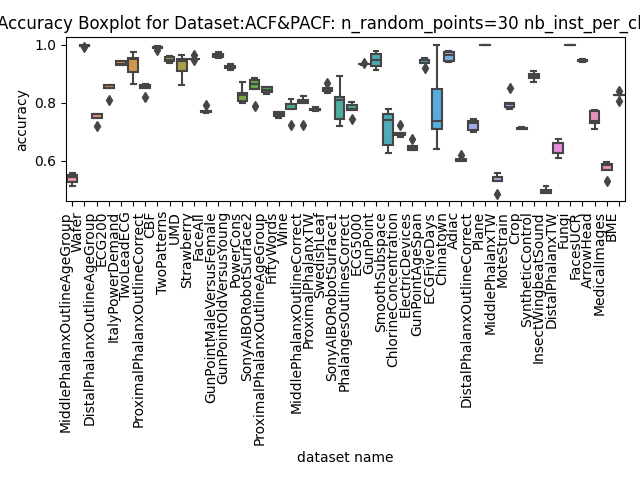 Accuracy Boxplot for Dataset:ACF&PACF: n_random_points=30 nb_inst_per_cl
accuracy
1.0
0.8
0.6
MiddlePhalanxOutlineAgeGroup
Wafer
DistalPhalanxOutlineAgeGroup
ECG200
ItalyPowerDemand
TwoLeadECG
ProximalPhalanxOutlineCorrect
CBF
TwoPatterns
UMD
Strawberry
FaceAll
GunPointMaleVersusFemale
GunPointOldVersusYoung
PowerCons
SonyAIBORobotSurface2
ProximalPhalanxOutlineAgeGroup
FiftyWords
Wine
MiddlePhalanxOutlineCorrect
ProximalPhalanxTW
SwedishLeaf
SonyAIBORobotSurface1
PhalangesOutlinesCorrect
ECG5000
GunPoint
SmoothSubspace
ChlorineConcentration
ElectricDevices
GunPointAgeSpan
ECGFiveDays
Chinatown
Adiac
DistalPhalanxOutlineCorrect
Plane
MiddlePhalanxTW
MoteStrain
Crop
SyntheticControl
InsectWingbeatSound
DistalPhalanxTW
Fungi
FacesUCR
ArrowHead
MedicalImages
BME
dataset name